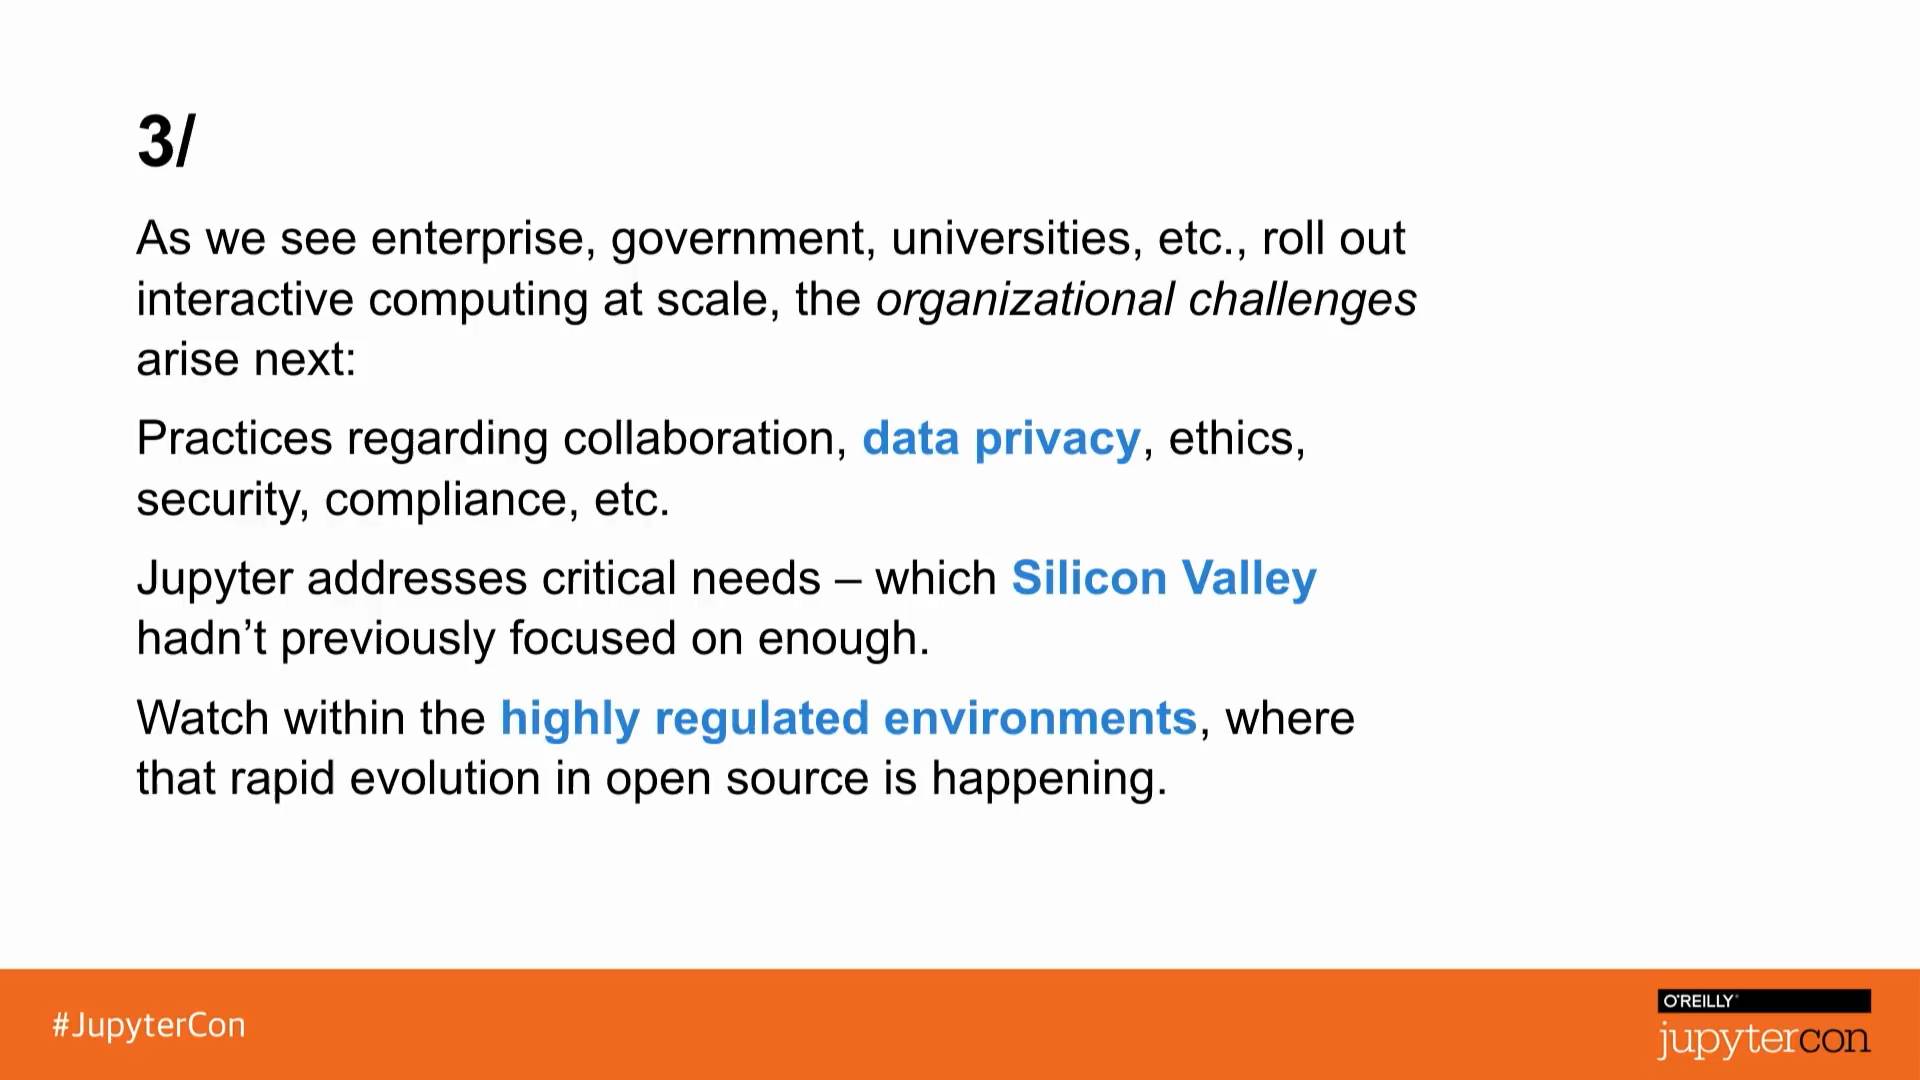 3/
As we see enterprise, government, universities, etc., roll out
interactive computing at scale, the organizational challenges
arise next:
Practices regarding collaboration, data privacy, ethics,
security, compliance, etc.
Jupyter addresses critical needs – which Silicon Valley
hadn’t previously focused on enough.
Watch within the highly regulated environments, where
that rapid evolution in open source is happening.
#JupyterCon
O'REILLY®
jupytercon